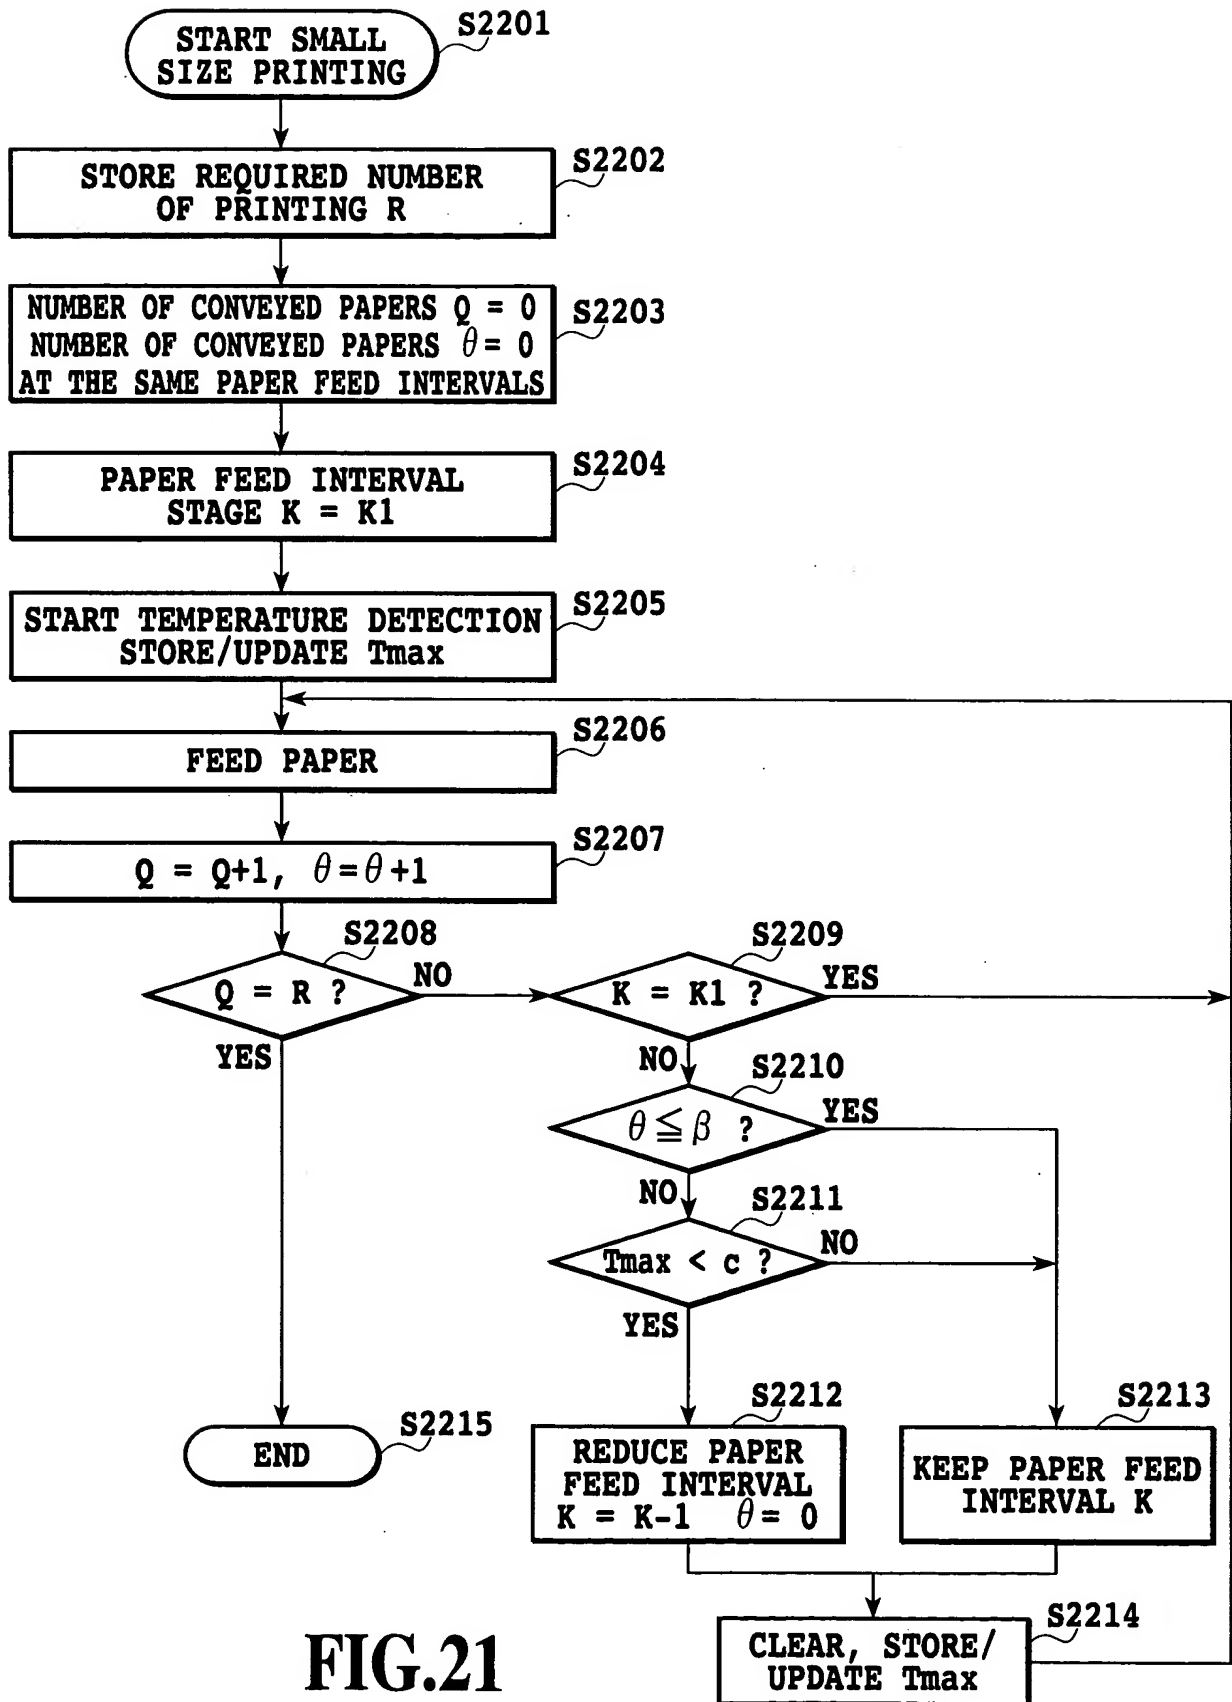 START SMALL
SIZE PRINTING
S2201
STORE REQUIRED NUMBER
OF PRINTING R
S2202
NUMBER OF CONVEYED PAPERS Q = 0
NUMBER OF CONVEYED PAPERS θ = 0
AT THE SAME PAPER FEED INTERVALS
S2203
PAPER FEED INTERVAL
STAGE K = K1
S2204
START TEMPERATURE DETECTION
STORE/UPDATE Tmax
S2205
FEED PAPER
S2206
Q = Q+1, θ = θ +1
S2207
Q = R ?
S2208
NO
YES
K = K1 ?
S2209
YES
NO
θ ≦ β ?
S2210
YES
NO
Tmax < c ?
S2211
NO
YES
END
S2215
REDUCE PAPER
FEED INTERVAL
K = K-1 θ = 0
S2212
KEEP PAPER FEED
INTERVAL K
S2213
CLEAR, STORE/
UPDATE Tmax
S2214
FIG.21